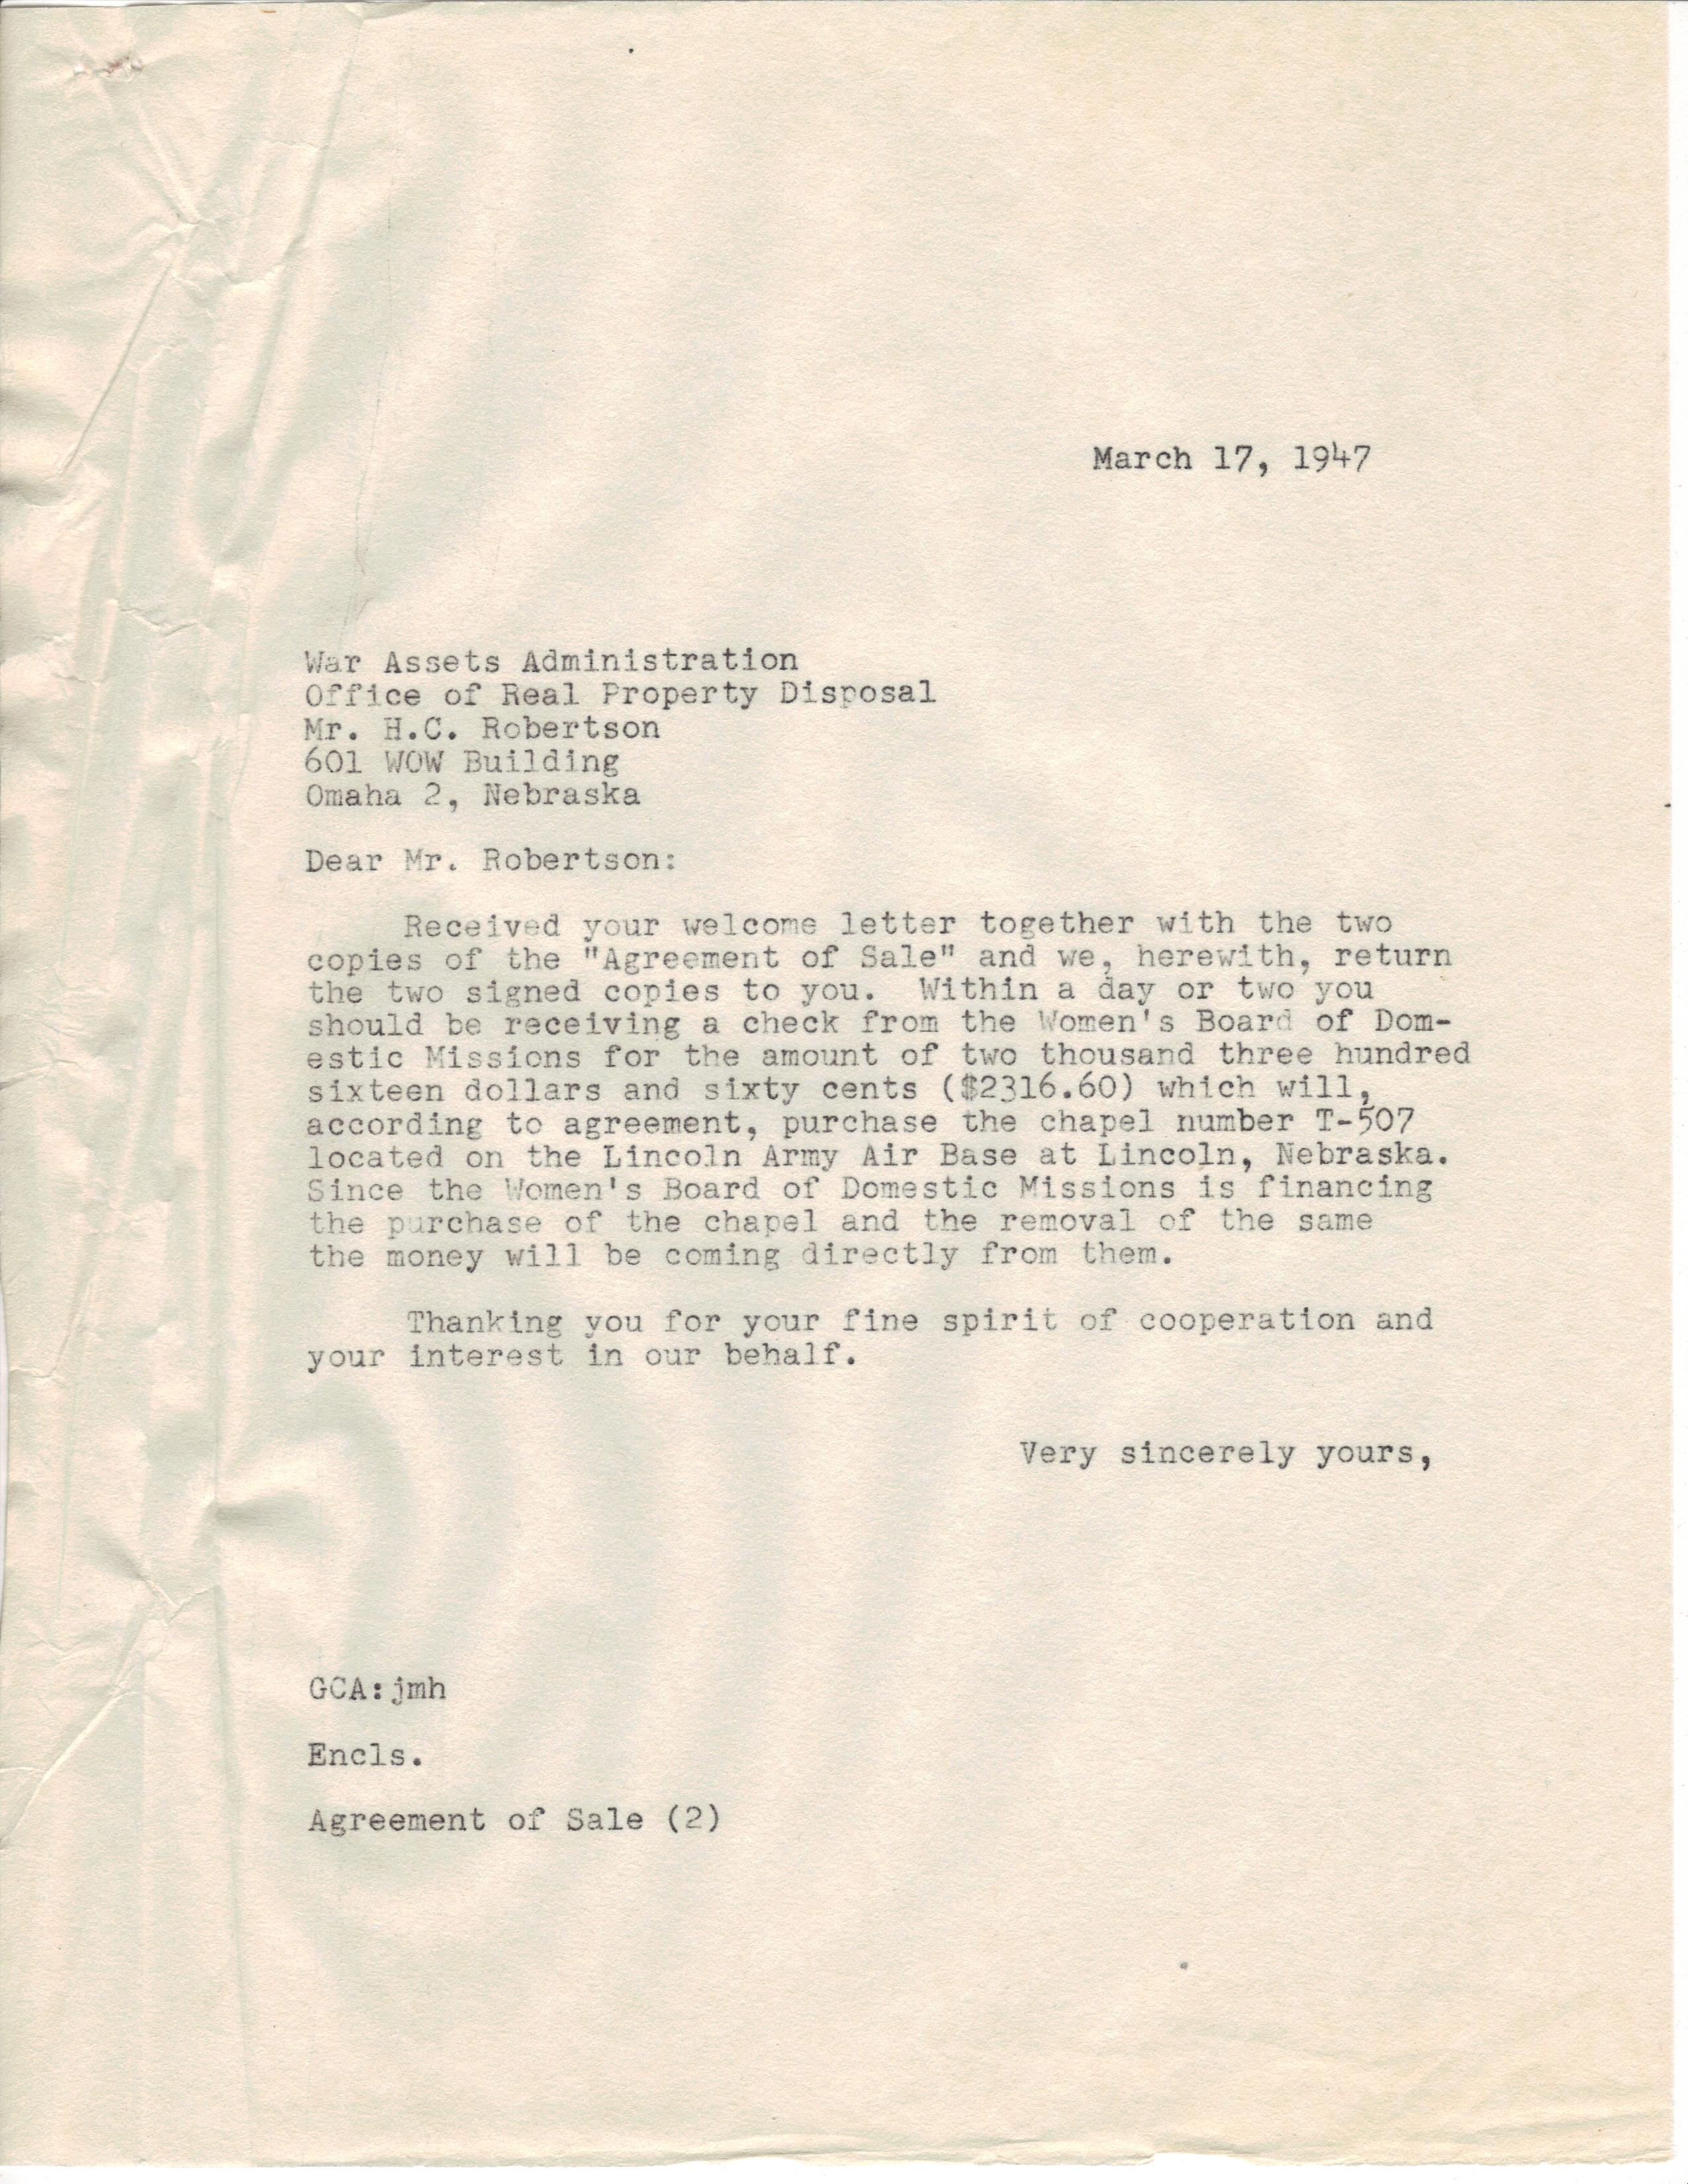 March 17, 1947
War Assets Administration
Office of Real Property Disposal
Mr. H.C. Robertson
601 WOW Building
Omaha 2, Nebraska
Dear Mr. Robertson:
Received your welcome letter together with the two
copies of the "Agreement of Sale" and we, herewith, return
the two signed copies to you.  Within a day or two you
should be receiving a check from the Women's Board of Dom-
estic Missions for the amount of two thousand three hundred
sixteen dollars and sixty cents ($2316.60) which will,
according to agreement, purchase the chapel number T-507
located on the Lincoln Army Air Base at Lincoln, Nebraska.
Since the Women's Board of Domestic Missions is financing
the purchase of the chapel and the removal of the same
the money will be coming directly from them.
Thanking you for your fine spirit of cooperation and
your interest in our behalf.
Very sincerely yours,
GCA:jmh
Encls.
Agreement of Sale (2)